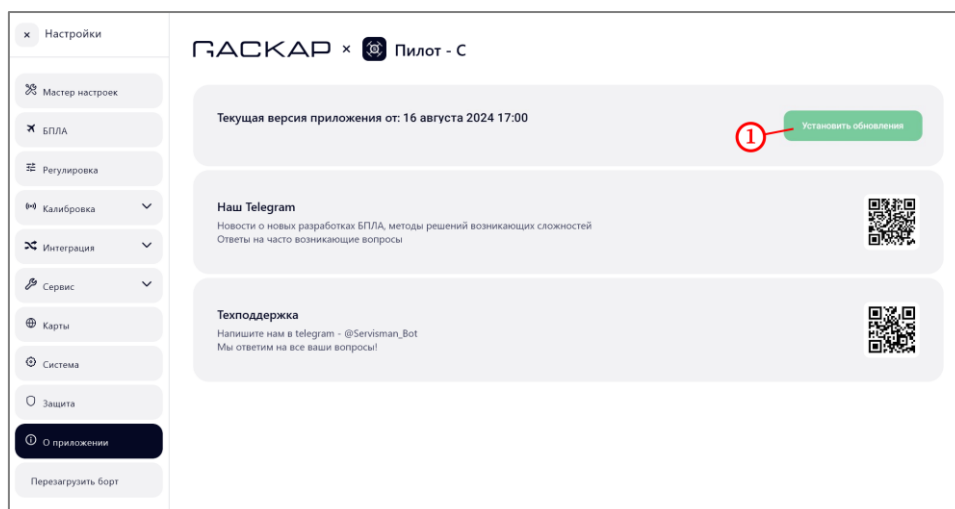 × Настройки
ГАСКАР × Пилот - С
Мастер настроек
БПЛА
Регулировка
Калибровка
Интеграция
Сервис
Карты
Система
Защита
О приложении
Перезагрузить борт
Текущая версия приложения от: 16 августа 2024 17:00
1
Установить обновления
Наш Telegram
Новости о новых разработках БПЛА, методы решений возникающих сложностей
Ответы на часто возникающие вопросы
Техподдержка
Напишите нам в telegram - @Servisman_Bot
Мы ответим на все ваши вопросы!